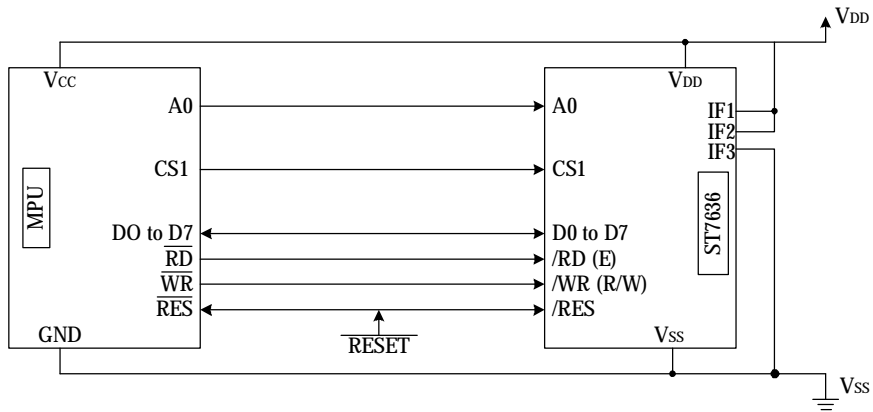 VDD
VCC
VDD
A0
A0
IF1
IF2
IF3
CS1
CS1
MPU
ST7636
DO to D7
D0 to D7
RD
/RD (E)
WR
/WR (R/W)
RES
/RES
GND
RESET
VSS
VSS